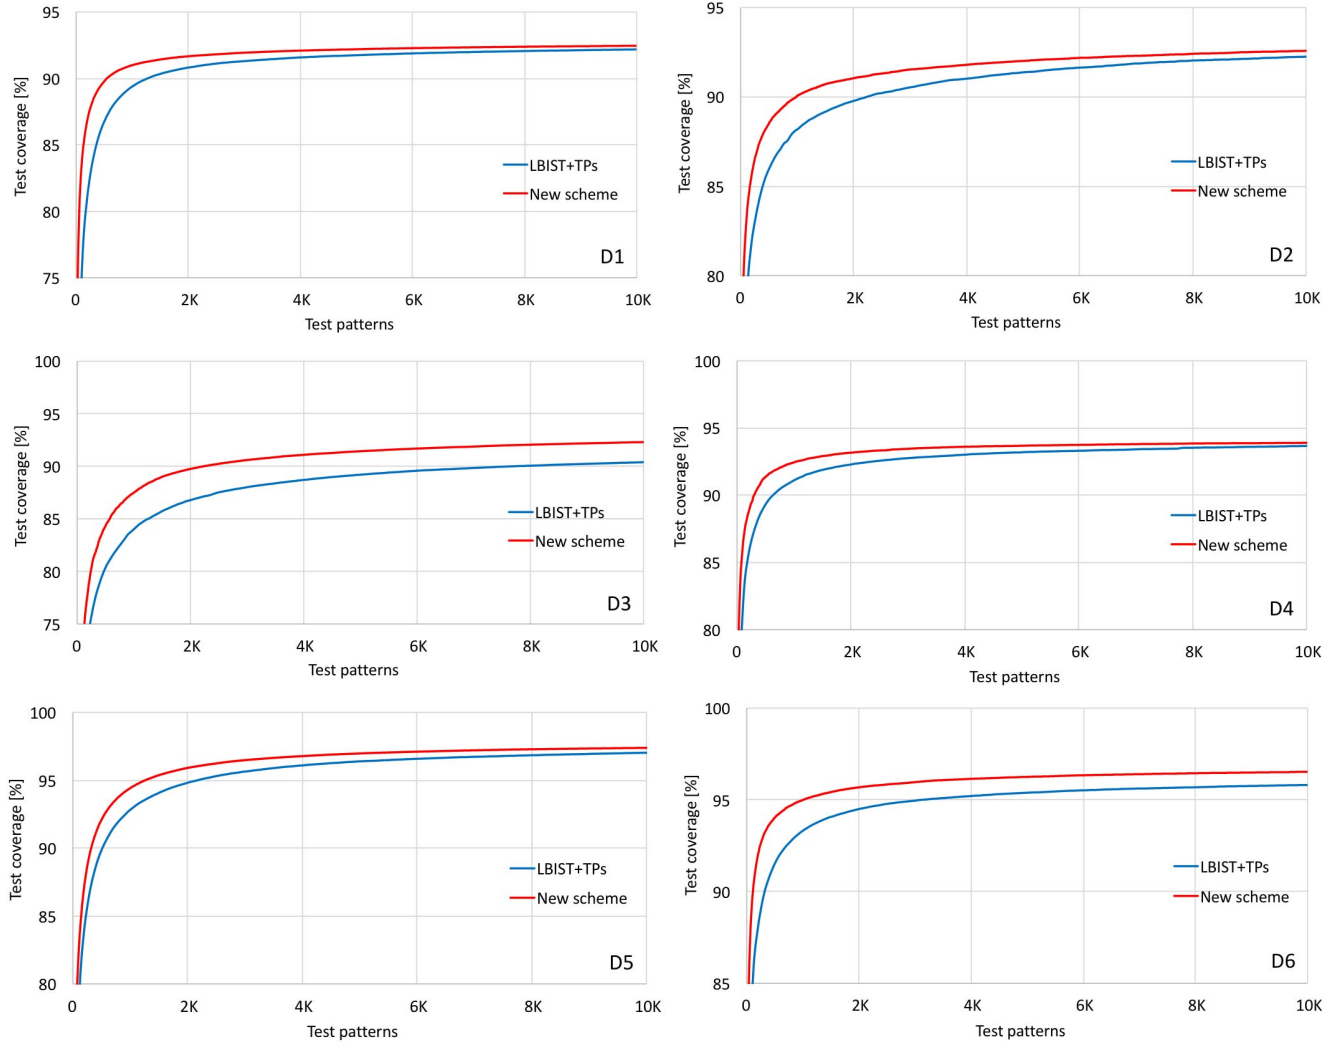 95
90
85
80
75
Test coverage [%]
LBIST+TPs
New scheme
D1
0 2K 4K 6K 8K 10K
Test patterns
95
90
85
80
Test coverage [%]
LBIST+TPs
New scheme
D2
0 2K 4K 6K 8K 10K
Test patterns
100
95
90
85
80
75
Test coverage [%]
LBIST+TPs
New scheme
D3
0 2K 4K 6K 8K 10K
Test patterns
100
95
90
85
80
Test coverage [%]
LBIST+TPs
New scheme
D4
0 2K 4K 6K 8K 10K
Test patterns
100
95
90
85
80
Test coverage [%]
LBIST+TPs
New scheme
D5
0 2K 4K 6K 8K 10K
Test patterns
100
95
90
85
Test coverage [%]
LBIST+TPs
New scheme
D6
0 2K 4K 6K 8K 10K
Test patterns